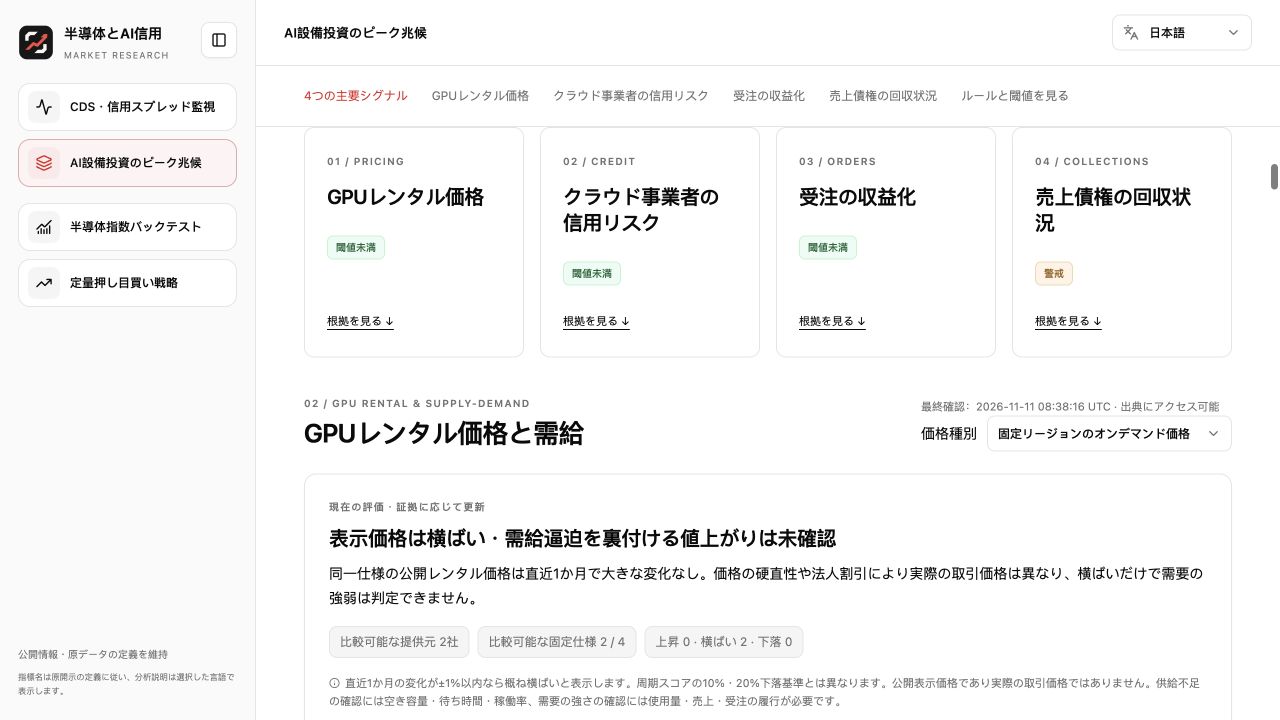 半導体とAI信用
MARKET RESEARCH
CDS・信用スプレッド監視
AI設備投資のピーク兆候
半導体指数バックテスト
定量押し目買い戦略
公開情報・原データの定義を維持
指標名は原開示の定義に従い、分析説明は選択した言語で
表示します。
AI設備投資のピーク兆候
日本語
4つの主要シグナル
GPUレンタル価格
クラウド事業者の信用リスク
受注の収益化
売上債権の回収状況
ルールと閾値を見る
01 / PRICING
GPUレンタル価格
閾値未満
根拠を見る ↓
02 / CREDIT
クラウド事業者の
信用リスク
閾値未満
根拠を見る ↓
03 / ORDERS
受注の収益化
閾値未満
根拠を見る ↓
04 / COLLECTIONS
売上債権の回収状
況
警戒
根拠を見る ↓
02 / GPU RENTAL & SUPPLY-DEMAND
GPUレンタル価格と需給
最終確認：2026-11-11 08:38:16 UTC · 出典にアクセス可能
価格種別
固定リージョンのオンデマンド価格
現在の評価・証拠に応じて更新
表示価格は横ばい・需給逼迫を裏付ける値上がりは未確認
同一仕様の公開レンタル価格は直近1か月で大きな変化なし。価格の硬直性や法人割引により実際の取引価格は異なり、横ばいだけで需要の
強弱は判定できません。
比較可能な提供元 2社
比較可能な固定仕様 2 / 4
上昇 0 · 横ばい 2 · 下落 0
直近1か月の変化が±1%以内なら概ね横ばいと表示します。周期スコアの10%・20%下落基準とは異なります。公開表示価格であり実際の取引価格ではありません。供給不足
の確認には空き容量・待ち時間・稼働率、需要の強さの確認には使用量・売上・受注の履行が必要です。